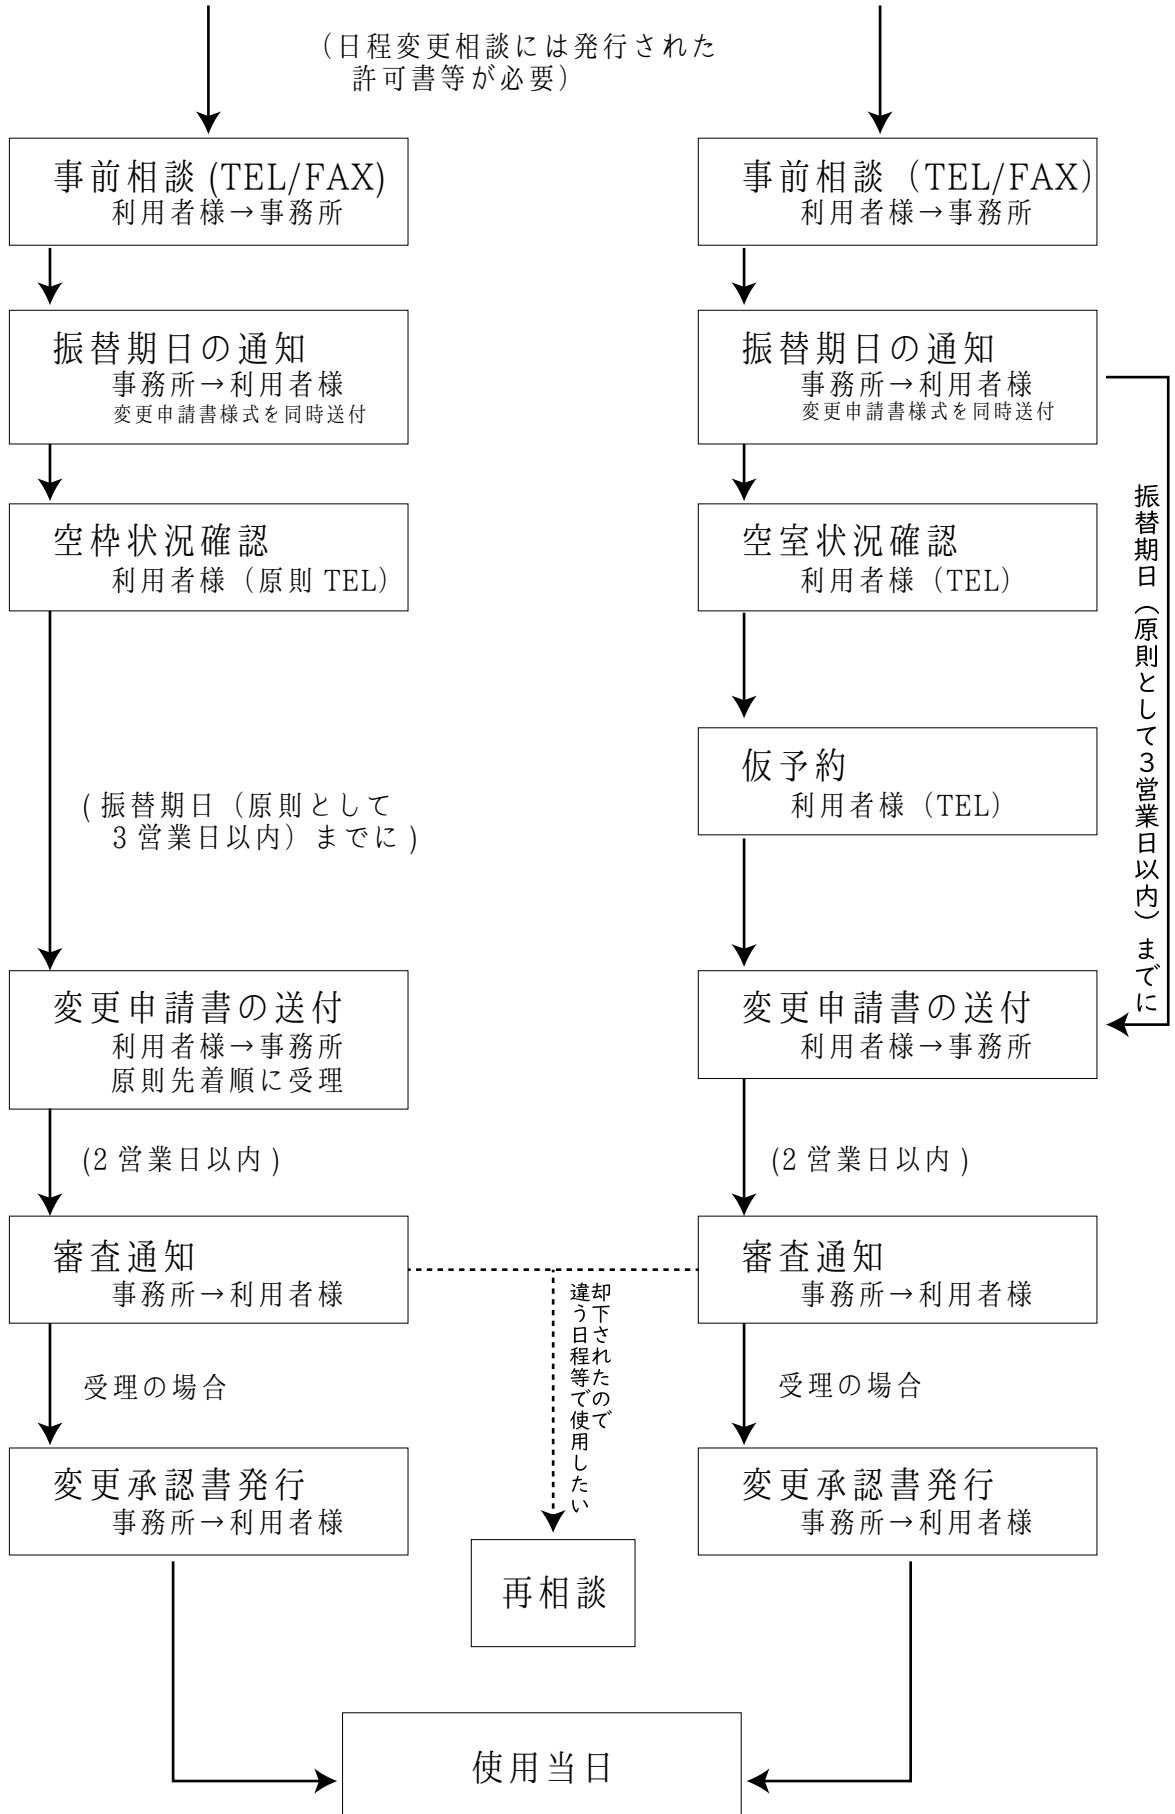 （日程変更相談には発行された
許可書等が必要）
事前相談 (TEL/FAX)
利用者様→事務所
振替期日の通知
事務所→利用者様
変更申請書様式を同時送付
空枠状況確認
利用者様（原則 TEL）
( 振替期日（原則として
3 営業日以内）までに )
変更申請書の送付
利用者様→事務所
原則先着順に受理
(2 営業日以内 )
審査通知
事務所→利用者様
受理の場合
変更承認書発行
事務所→利用者様
事前相談（TEL/FAX）
利用者様→事務所
振替期日の通知
事務所→利用者様
変更申請書様式を同時送付
空室状況確認
利用者様（TEL）
仮予約
利用者様（TEL）
振替期日（原則として３営業日以内）までに
変更申請書の送付
利用者様→事務所
(2 営業日以内 )
審査通知
事務所→利用者様
受理の場合
変更承認書発行
事務所→利用者様
却下されたので
違う日程等で使用したい
再相談
使用当日